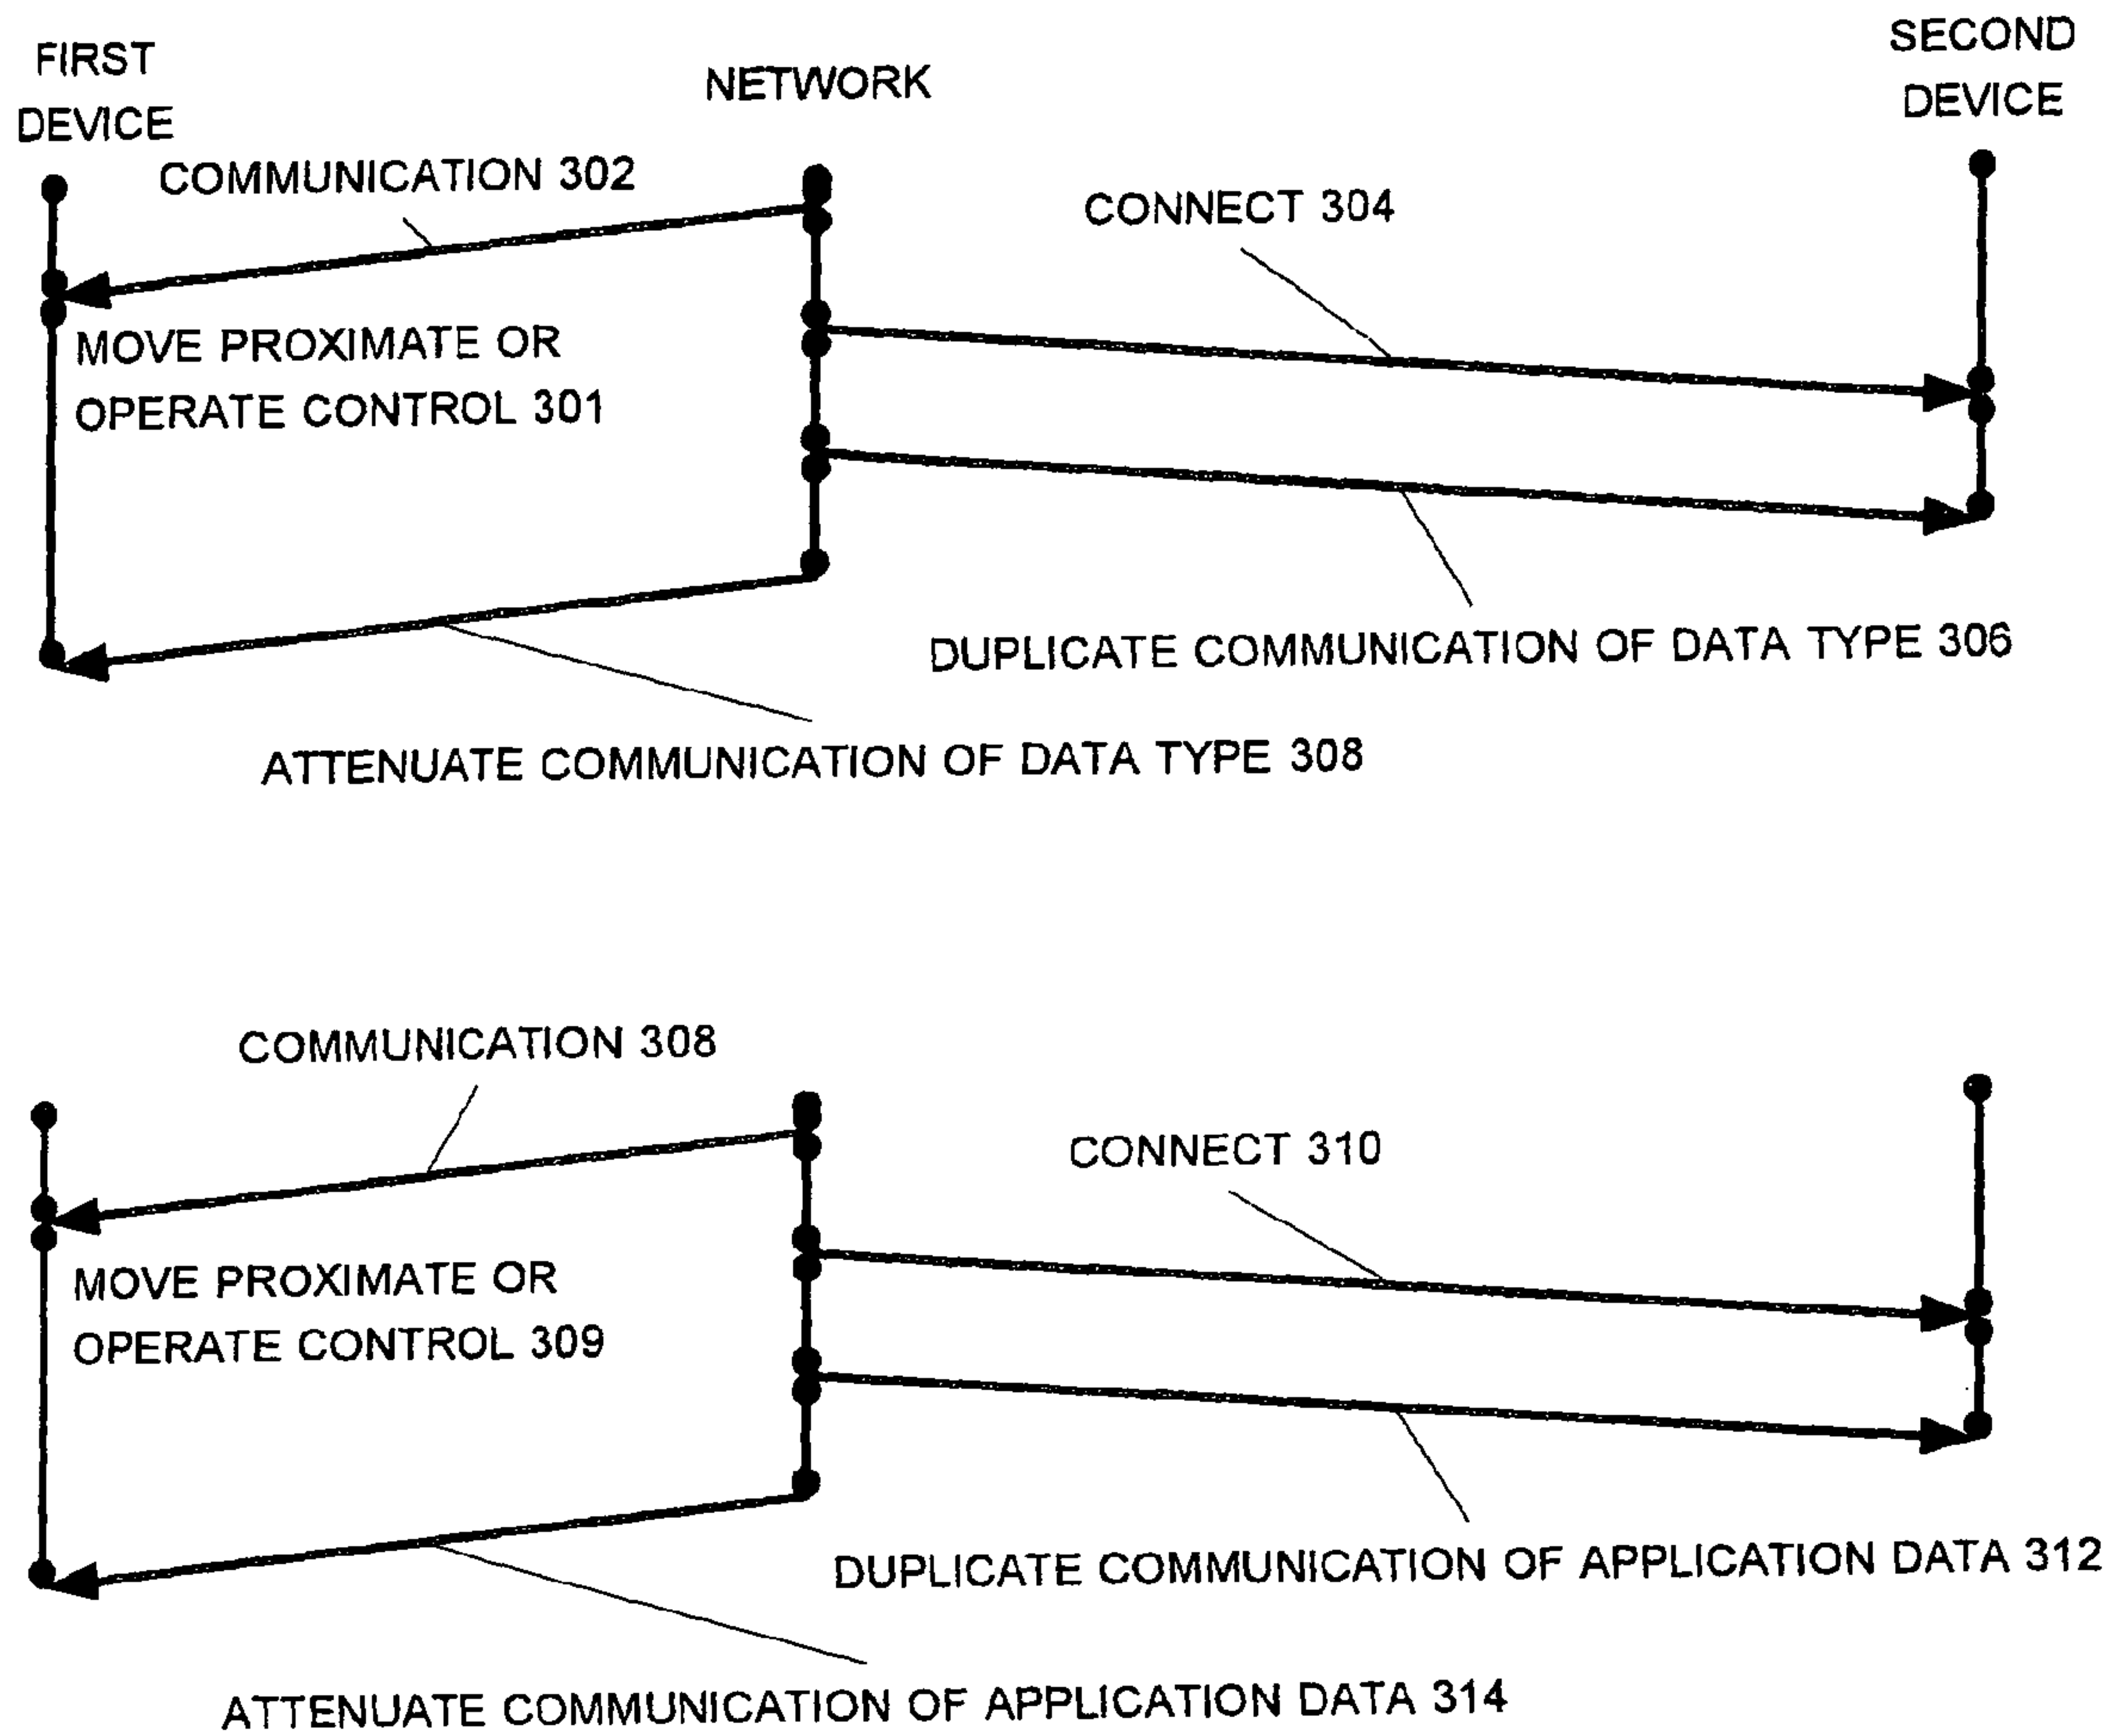 FIRST
DEVICE
NETWORK
SECOND
DEVICE
COMMUNICATION 302
CONNECT 304
MOVE PROXIMATE OR
OPERATE CONTROL 301
DUPLICATE COMMUNICATION OF DATA TYPE 306
ATTENUATE COMMUNICATION OF DATA TYPE 308
COMMUNICATION 308
CONNECT 310
MOVE PROXIMATE OR
OPERATE CONTROL 309
DUPLICATE COMMUNICATION OF APPLICATION DATA 312
ATTENUATE COMMUNICATION OF APPLICATION DATA 314